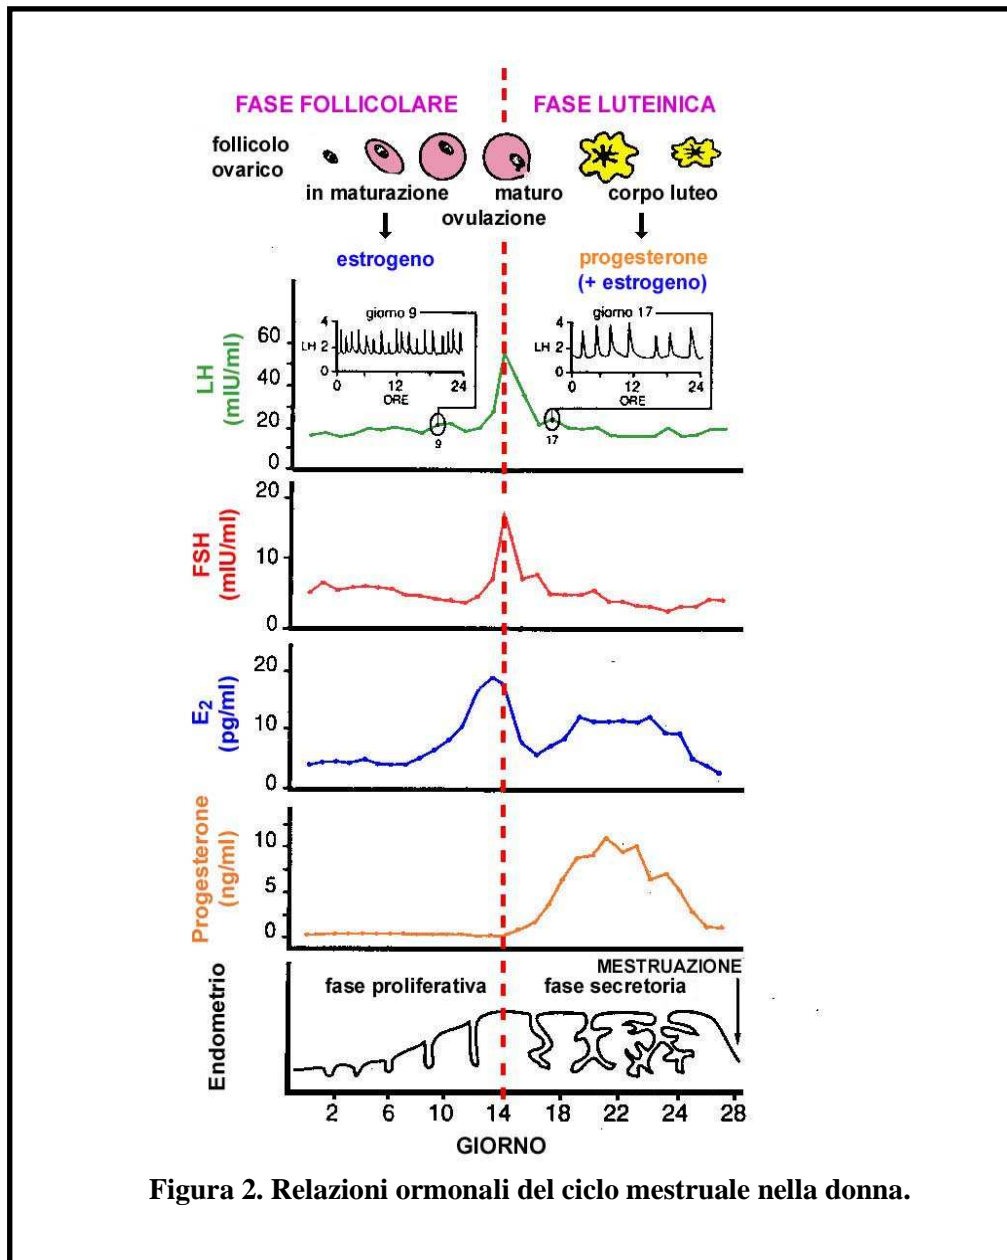 FASE FOLLICOLARE
FASE LUTEINICA
follicolo
ovarico
in maturazione
maturo
corpo luteo
ovulazione
estrogeno
progesterone
(+ estrogeno)
LH
(mIU/ml)
60
40
20
0
giorno 9
LH
4
2
0
0
12
24
ORE
9
giorno 17
LH
4
2
0
0
12
24
ORE
17
FSH
(mIU/ml)
20
10
0
E2
(pg/ml)
20
10
0
Progesterone
(ng/ml)
10
5
0
Endometrio
MESTRUAZIONE
fase proliferativa
fase secretoria
2 6 10 14 18 22 24 28
GIORNO
Figura 2. Relazioni ormonali del ciclo mestruale nella donna.